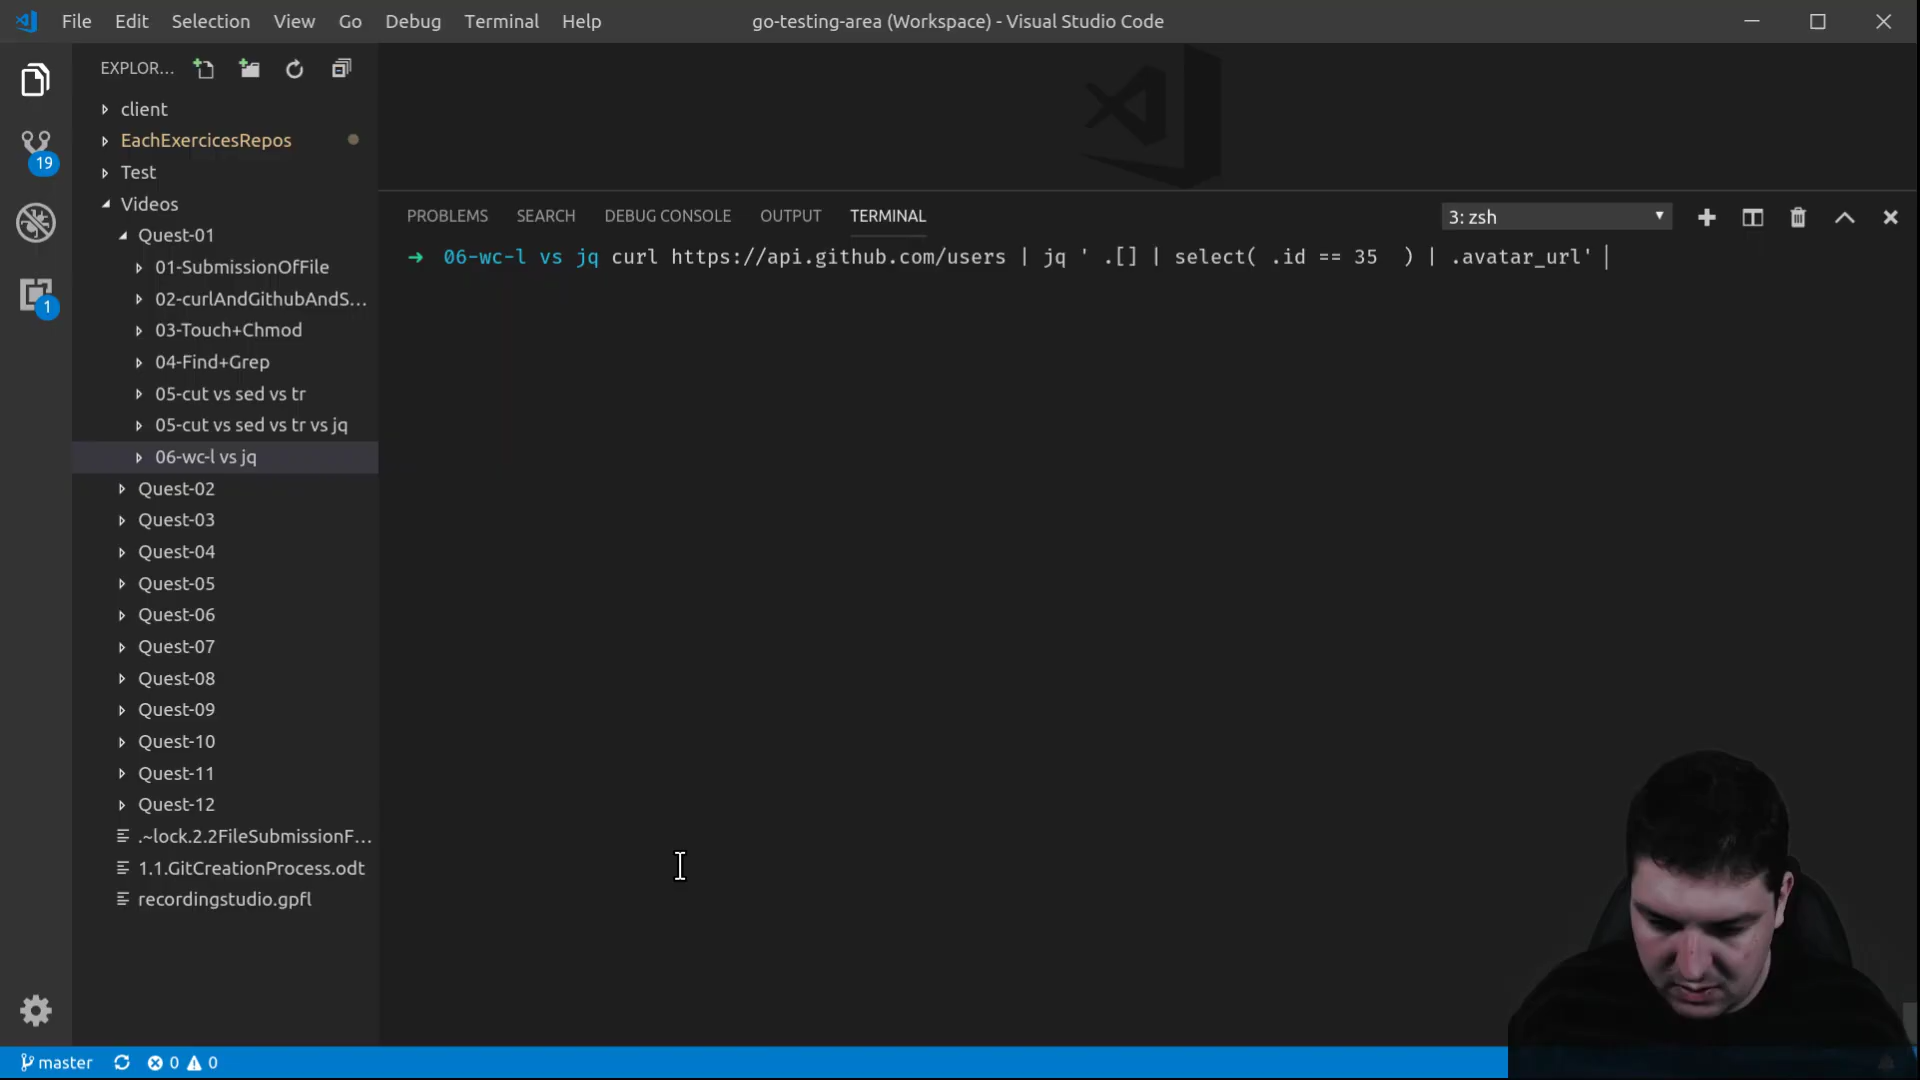 File Edit Selection View Go Debug Terminal Help go-testing-area (Workspace) - Visual Studio Code
EXPLOR...
client
EachExercicesRepos
Test
Videos
Quest-01
01-SubmissionOfFile
02-curlAndGithubAndS...
03-Touch+Chmod
04-Find+Grep
05-cut vs sed vs tr
05-cut vs sed vs tr vs jq
06-wc-l vs jq
Quest-02
Quest-03
Quest-04
Quest-05
Quest-06
Quest-07
Quest-08
Quest-09
Quest-10
Quest-11
Quest-12
.~lock.2.2FileSubmissionF...
1.1.GitCreationProcess.odt
recordingstudio.gpfl
19
1
PROBLEMS SEARCH DEBUG CONSOLE OUTPUT TERMINAL 3: zsh
➜ 06-wc-l vs jq curl https://api.github.com/users | jq ' .[] | select( .id == 35  ) | .avatar_url'
master 0 0